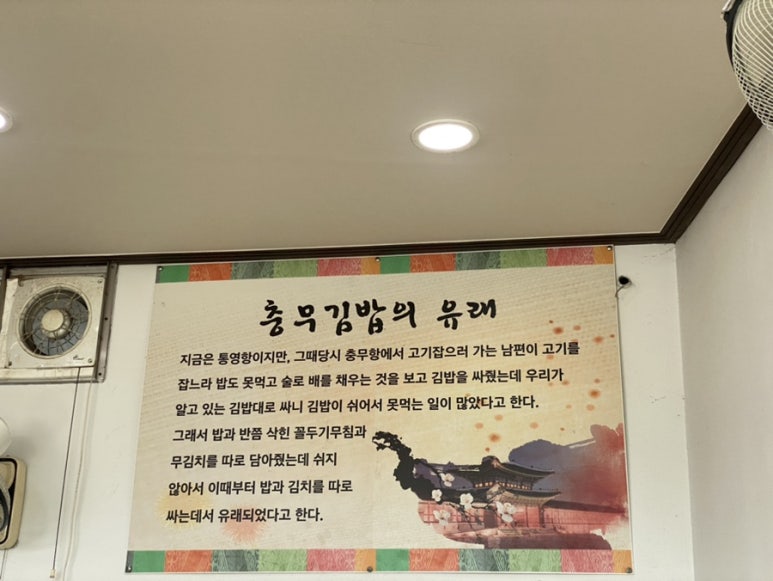 충무김밥의 유래
지금은 통영항이지만, 그때당시 충무항에서 고기잡으러 가는 남편이 고기를
잡느라 밥도 못먹고 술로 배를 채우는 것을 보고 김밥을 싸줬는데 우리가
알고 있는 김밥대로 싸니 김밥이 쉬어서 못먹는 일이 많았다고 한다.
그래서 밥과 반쯤 삭힌 꼴두기무침과
무김치를 따로 담아줬는데 쉬지
않아서 이때부터 밥과 김치를 따로
싸는데서 유래되었다고 한다.